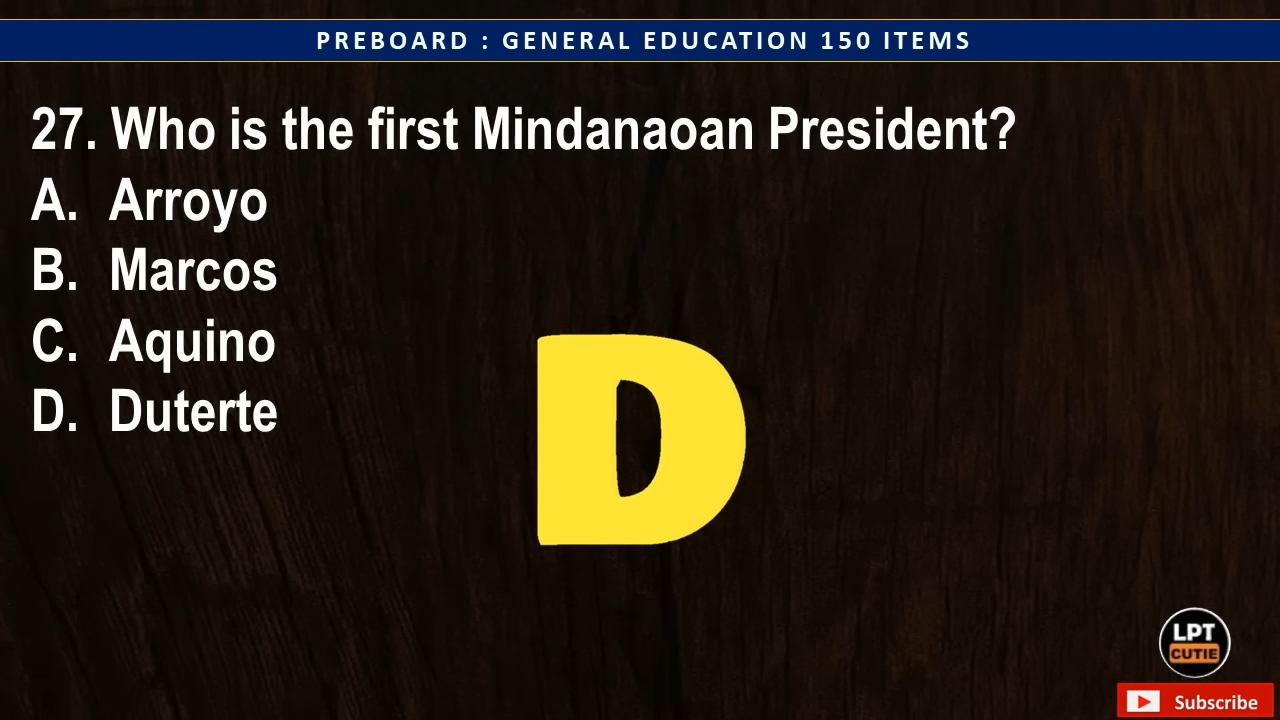 PREBOARD : GENERAL EDUCATION 150 ITEMS
27. Who is the first Mindanaoan President?
A. Arroyo
B. Marcos
C. Aquino
D. Duterte
D
LPT
CUTIE
Subscribe